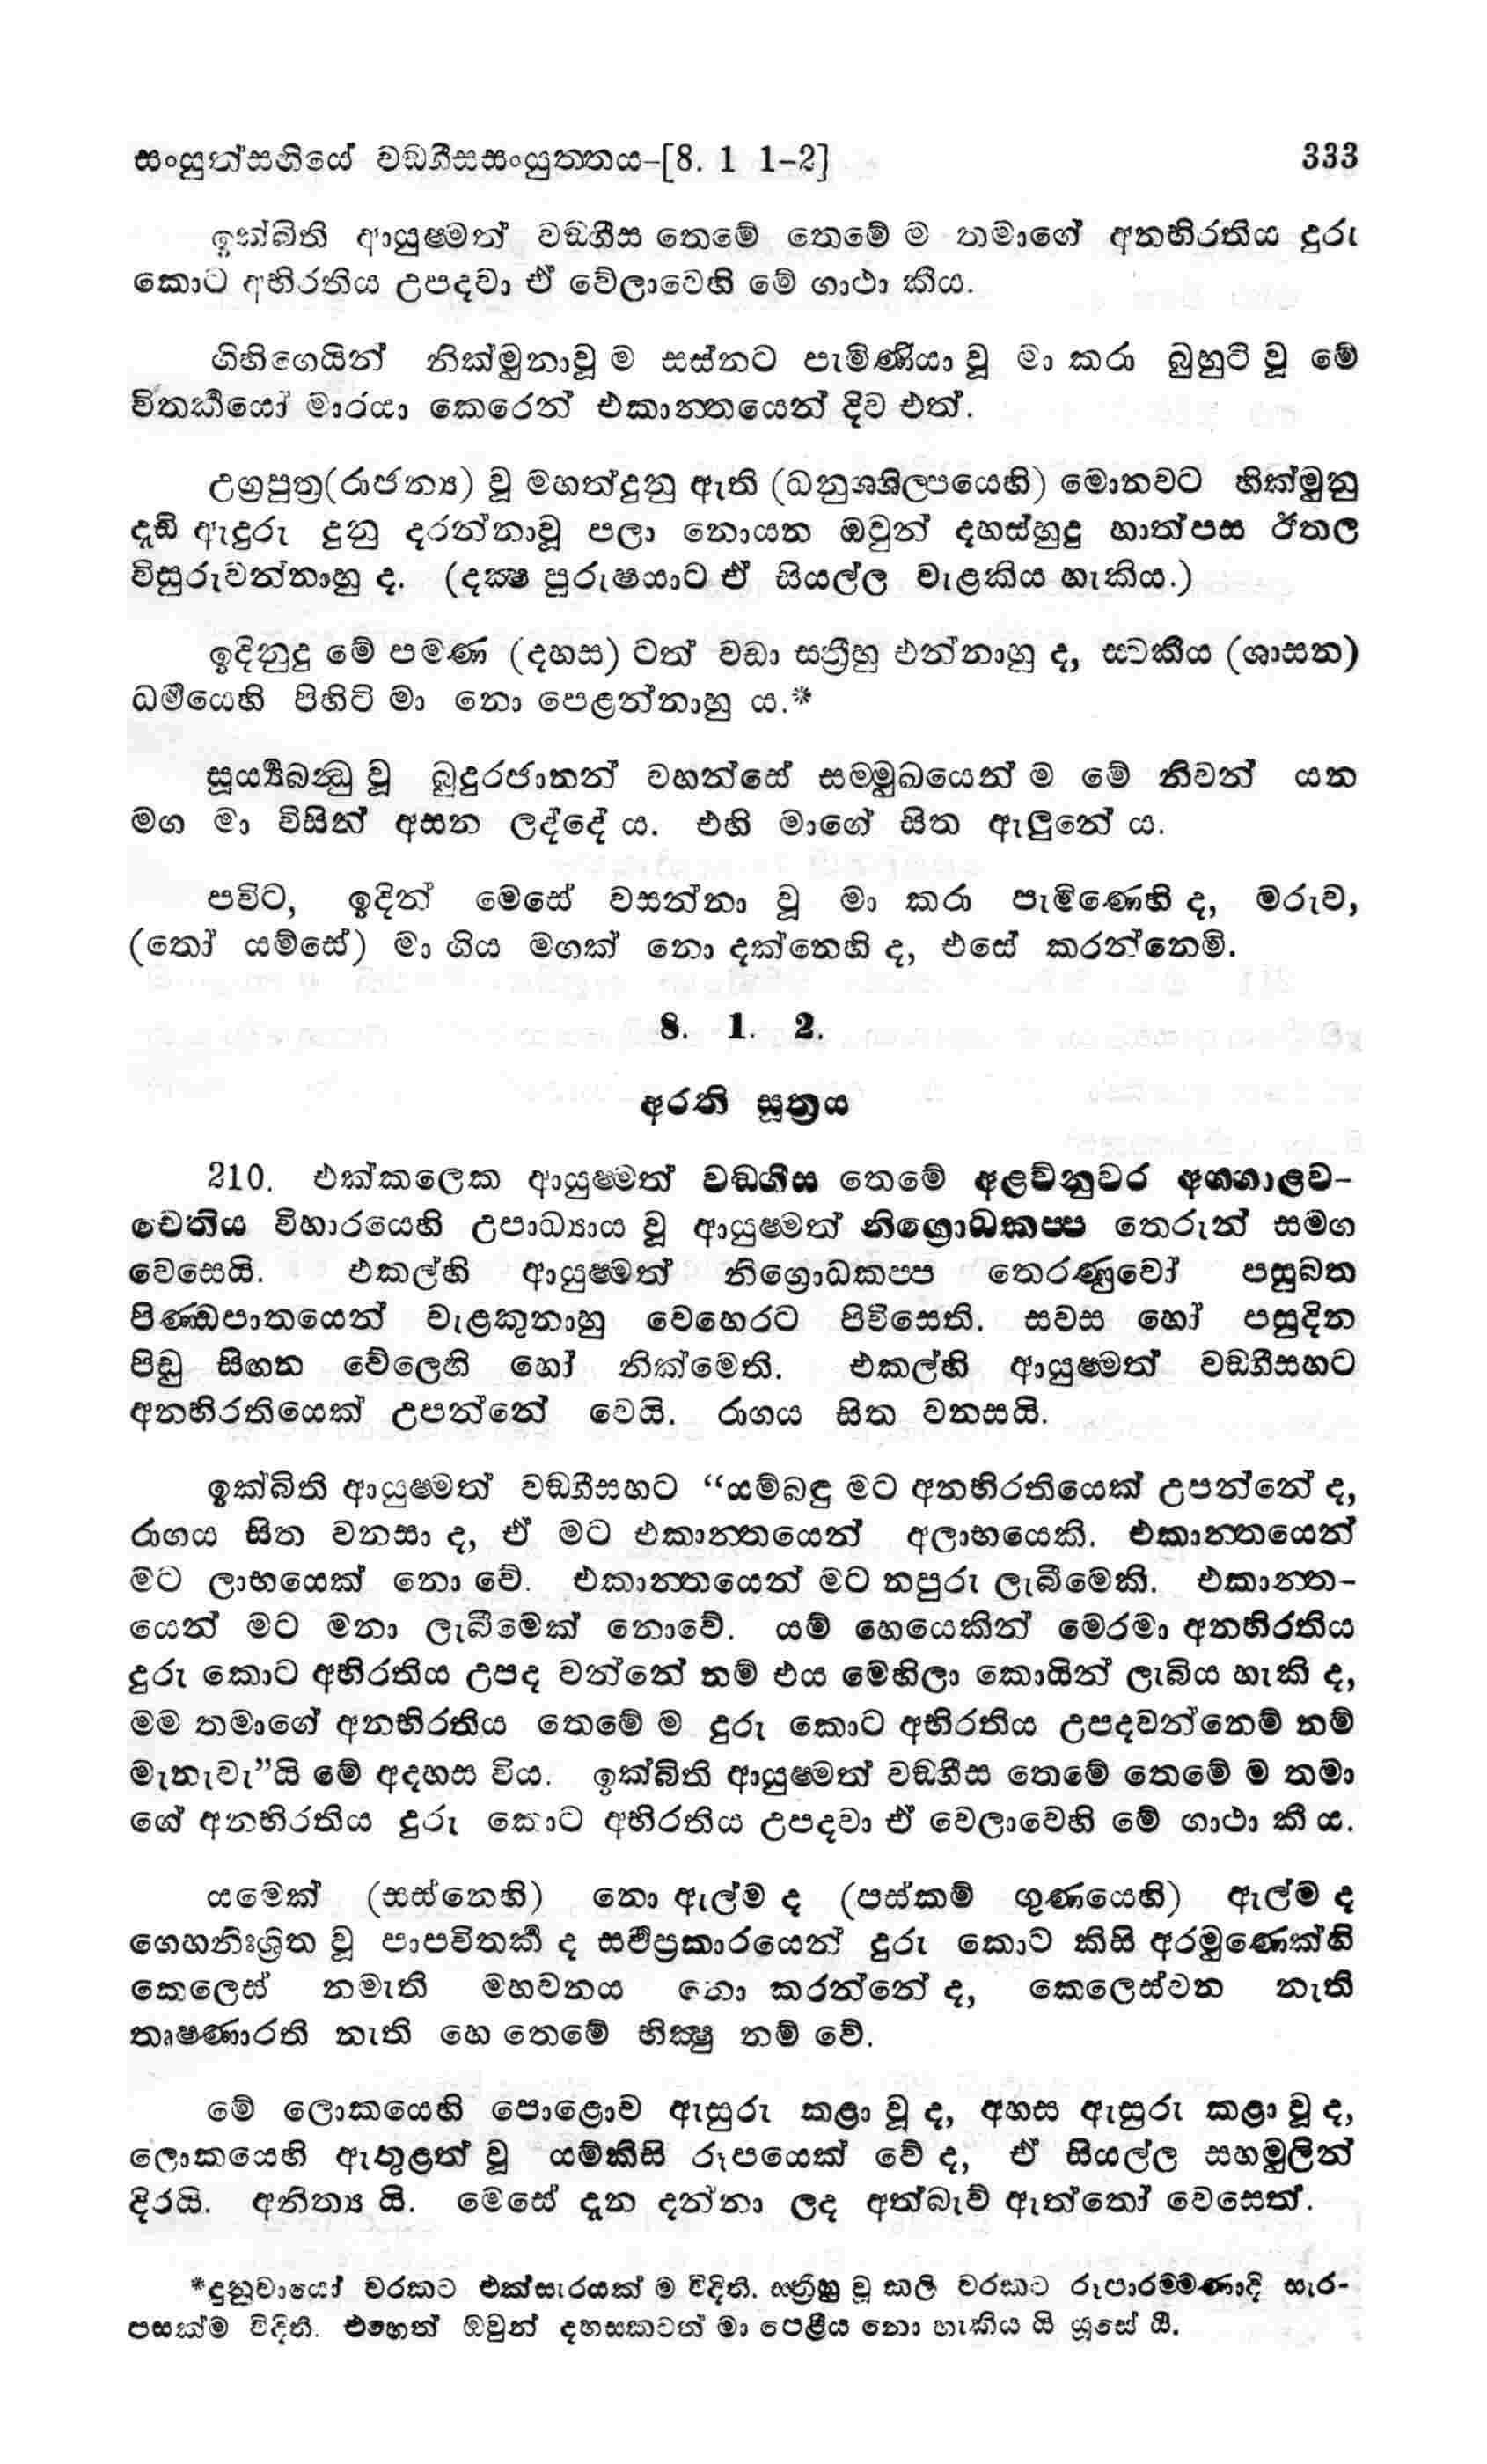 සංයුත්සඟියේ වඞ්ගීසසංයුත්තය-[8. 1 1-2] 333
ඉක්බිති ආයුෂ්මත් වඞ්ගීස තෙමේ තෙමේ ම තමාගේ අනභිරතිය දුරු
කොට අභිරතිය උපදවා ඒ වේලාවෙහි මේ ගාථා කීය.
ගිහිගෙයින් නික්මුනාවූ ම සස්නට පැමිණියා වූ මා කරා බුහුටි වූ මේ
විතර්කයෝ මාරයා කෙරෙන් එකාන්තයෙන් දිව එත්.
උග්‍රපුත්‍ර(රාජන්‍ය) වූ මහත්දුනු ඇති (ධනුශ්ශිල්පයෙහි) මොනවට හික්මුනු
දැඩි ඇදුරු දුනු දරන්නාවූ පලා නොයන ඔවුන් දහස්හුදු හාත්පස ඊතල
විසුරුවන්නාහු ද. (දක්‍ෂ පුරුෂයාට ඒ සියල්ල වැළකිය හැකිය.)
ඉදිනුදු මේ පමණ (දහස) ටත් වඩා ස්ත්‍රීහු එන්නාහු ද, ස්වකීය (ශාසන)
ධර්මයෙහි පිහිටි මා නො පෙළන්නාහු ය.*
සූර්‍ය්‍යබන්ධු වූ බුදුරජානන් වහන්සේ සම්මුඛයෙන් ම මේ නිවන් යන
මග මා විසින් අසන ලද්දේ ය. එහි මාගේ සිත ඇලුනේ ය.
පවිට, ඉදින් මෙසේ වසන්නා වූ මා කරා පැමිණෙහි ද, මරුව,
(තෝ යම්සේ) මා ගිය මගක් නො දක්නෙහි ද, එසේ කරන්නෙමි.
8. 1. 2.
අරති සූත්‍රය
210. එක්කලෙක ආයුෂ්මත් වඞ්ගීස තෙමේ අළව්නුවර අග්ගාළව-
චෙතිය විහාරයෙහි උපාධ්‍යාය වූ ආයුෂ්මත් නිග්‍රොධකප්ප තෙරුන් සමග
වෙසෙයි. එකල්හි ආයුෂ්මත් නිග්‍රොධකප්ප තෙරණුවෝ පසුබත
පිණ්ඩපාතයෙන් වැළකුනාහු වෙහෙරට පිවිසෙති. සවස හෝ පසුදින
පිඩු සිඟන වේලෙහි හෝ නික්මෙති. එකල්හි ආයුෂ්මත් වඞ්ගීසහට
අනභිරතියෙක් උපන්නේ වෙයි. රාගය සිත වනසයි.
ඉක්බිති ආයුෂ්මත් වඞ්ගීසහට “යම්බඳු මට අනභිරතියෙක් උපන්නේ ද,
රාගය සිත වනසා ද, ඒ මට එකාන්තයෙන් අලාභයෙකි. එකාන්තයෙන්
මට ලාභයෙක් නො වේ. එකාන්තයෙන් මට නපුරු ලැබීමෙකි. එකාන්ත-
යෙන් මට මනා ලැබීමෙක් නොවේ. යම් හෙයෙකින් මෙරමා අනභිරතිය
දුරු කොට අභිරතිය උපද වන්නේ නම් එය මෙහිලා කොයින් ලැබිය හැකි ද,
මම තමාගේ අනභිරතිය තෙමේ ම දුරු කොට අභිරතිය උපදවන්නෙම් නම්
මැනැවැ”යි මේ අදහස විය. ඉක්බිති ආයුෂ්මත් වඞ්ගීස තෙමේ තෙමේ ම තමා
ගේ අනභිරතිය දුරු කොට අභිරතිය උපදවා ඒ වෙලාවෙහි මේ ගාථා කී ය.
යමෙක් (සස්නෙහි) නො ඇල්ම ද (පස්කම් ගුණයෙහි) ඇල්ම ද
ගෙහනිඃශ්‍රිත වූ පාපවිතර්ක ද සර්වප්‍රකාරයෙන් දුරු කොට කිසි අරමුණෙක්හි
කෙලෙස් නමැති මහවනය නො කරන්නේ ද, කෙලෙස්වන නැති
තෘෂ්ණාරති නැති හෙ තෙමේ භික්‍ෂු නම් වේ.
මේ ලොකයෙහි පොළොව ඇසුරු කළා වූ ද, අහස ඇසුරු කළා වූ ද,
ලොකයෙහි ඇතුළත් වූ යම්කිසි රූපයෙක් වේ ද, ඒ සියල්ල සහමුලින්
දිරයි. අනිත්‍ය යි. මෙසේ දැන දන්නා ලද අත්බැව් ඇත්තෝ වෙසෙත්.
*දුනුවායෝ වරකට එක්සැරයක් ම විදිති. ස්ත්‍රීහු වූ කලි වරකට රූපාරම්මණාදි සැර-
පසක්ම විදිති. එහෙත් ඔවුන් දහසකටත් මා පෙළීය නො හැකිය යි යූසේ යි.